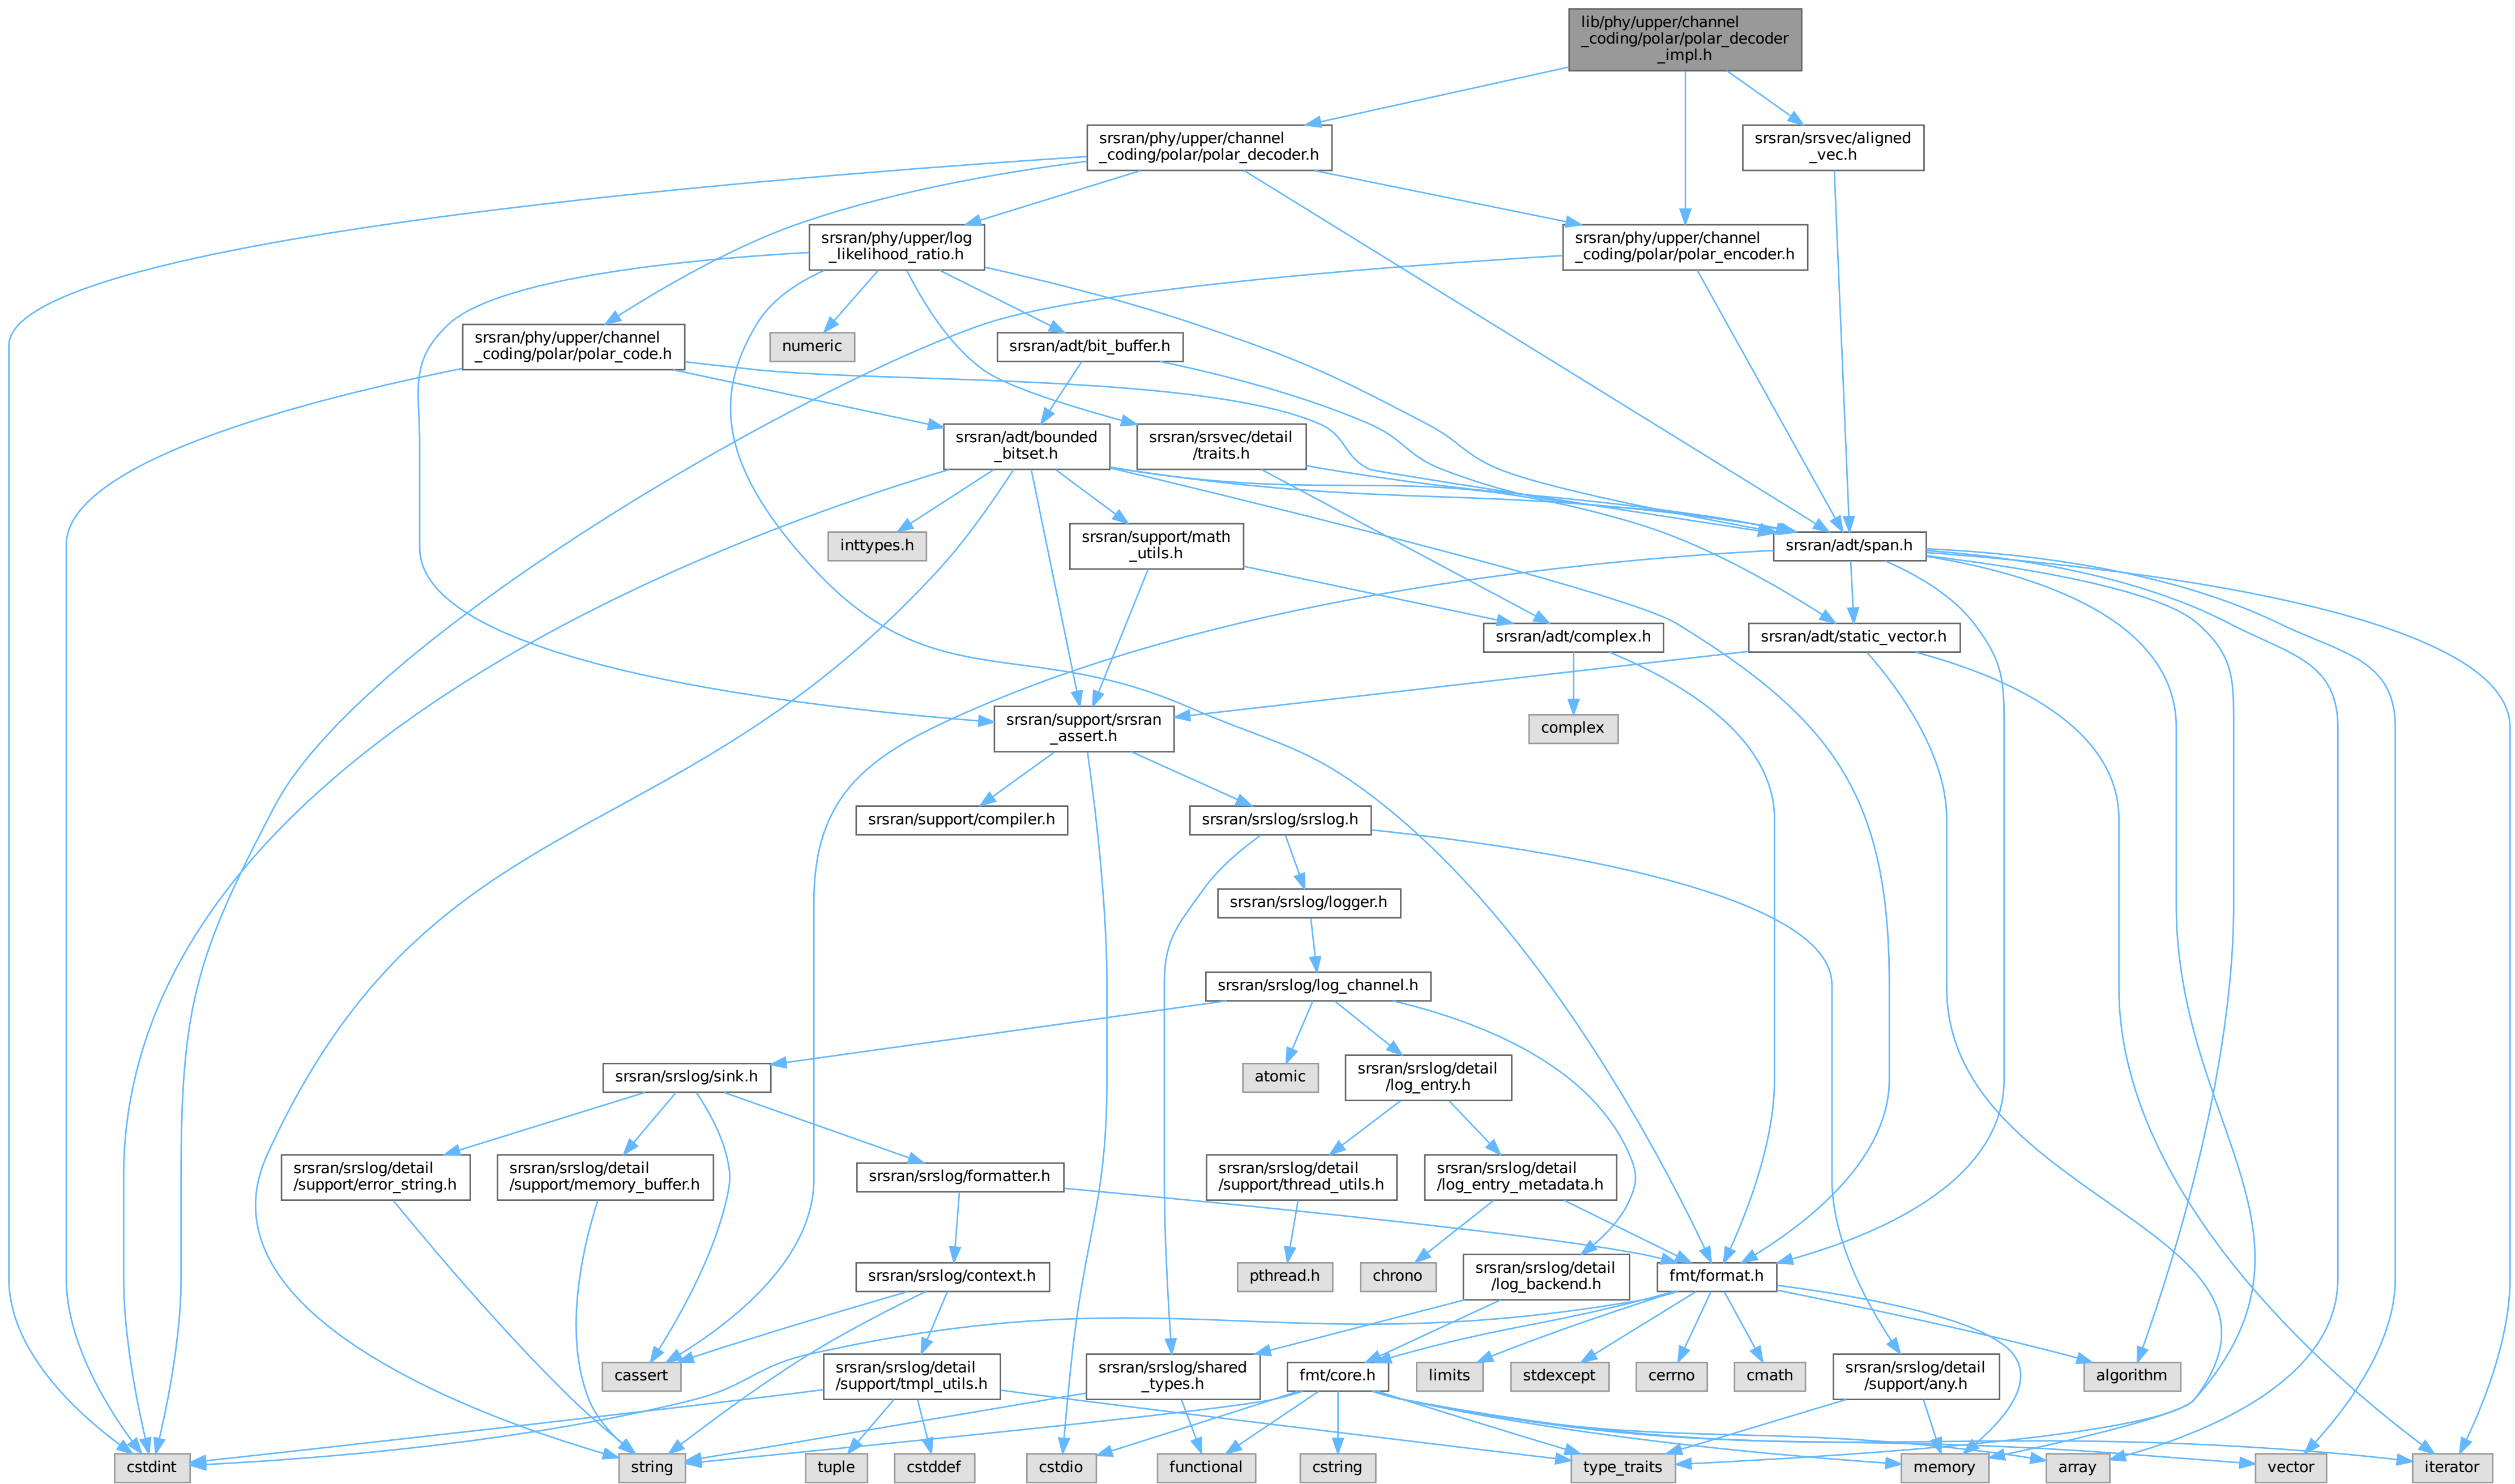 lib/phy/upper/channel
_coding/polar/polar_decoder
_impl.h
srsran/phy/upper/channel
_coding/polar/polar_decoder.h
srsran/srsvec/aligned
_vec.h
srsran/phy/upper/log
_likelihood_ratio.h
srsran/phy/upper/channel
_coding/polar/polar_encoder.h
srsran/phy/upper/channel
_coding/polar/polar_code.h
numeric
srsran/adt/bit_buffer.h
srsran/adt/bounded
_bitset.h
srsran/srsvec/detail
/traits.h
inttypes.h
srsran/support/math
_utils.h
srsran/adt/span.h
srsran/adt/complex.h
srsran/adt/static_vector.h
srsran/support/srsran
_assert.h
complex
srsran/support/compiler.h
srsran/srslog/srslog.h
srsran/srslog/logger.h
srsran/srslog/log_channel.h
srsran/srslog/sink.h
atomic
srsran/srslog/detail
/log_entry.h
srsran/srslog/detail
/support/error_string.h
srsran/srslog/detail
/support/memory_buffer.h
srsran/srslog/formatter.h
srsran/srslog/detail
/support/thread_utils.h
srsran/srslog/detail
/log_entry_metadata.h
srsran/srslog/context.h
pthread.h
chrono
srsran/srslog/detail
/log_backend.h
fmt/format.h
cassert
srsran/srslog/detail
/support/tmpl_utils.h
srsran/srslog/shared
_types.h
fmt/core.h
limits
stdexcept
cerrno
cmath
srsran/srslog/detail
/support/any.h
algorithm
cstdint
string
tuple
cstddef
cstdio
functional
cstring
type_traits
memory
array
vector
iterator